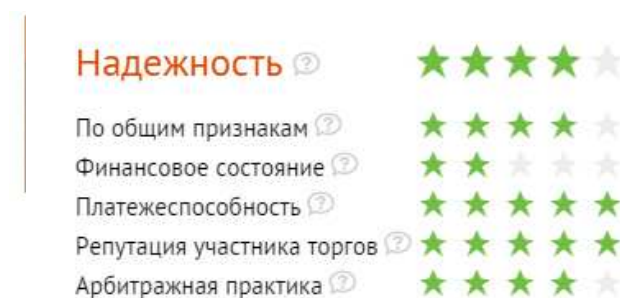 Надежность
По общим признакам
Финансовое состояние
Платежеспособность
Репутация участника торгов
Арбитражная практика